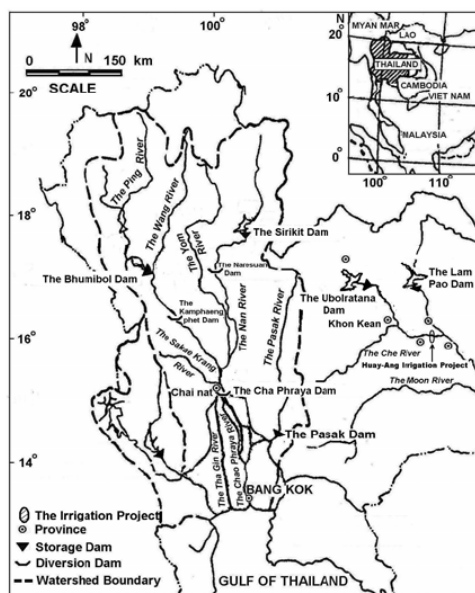 98°
100°
N
0
150
km
SCALE
20°
18°
16°
14°
N
MYAN MAR
LAO
THAILAND
CAMBODIA
VIET NAM
MALAYSIA
20°
10°
0°
100°
110°
The Ping River
The Wang River
The Yom
River
The Sirikit Dam
The Naresuan
Dam
The Bhumibol Dam
The Kamphaeng
phet Dam
The Nan River
The Pasak River
The Sakae Krang
River
The Ubolratana
Dam
The Lam
Pao Dam
Khon Kean
The Che River
Huay-Ang Irrigation Project
The Moon River
Chai nat
The Cha Phraya Dam
The Tha Gin River
The Chao Phraya River
The Pasak Dam
BANG KOK
The Irrigation Project
Province
Storage Dam
Diversion Dam
Watershed Boundary
GULF OF THAILAND